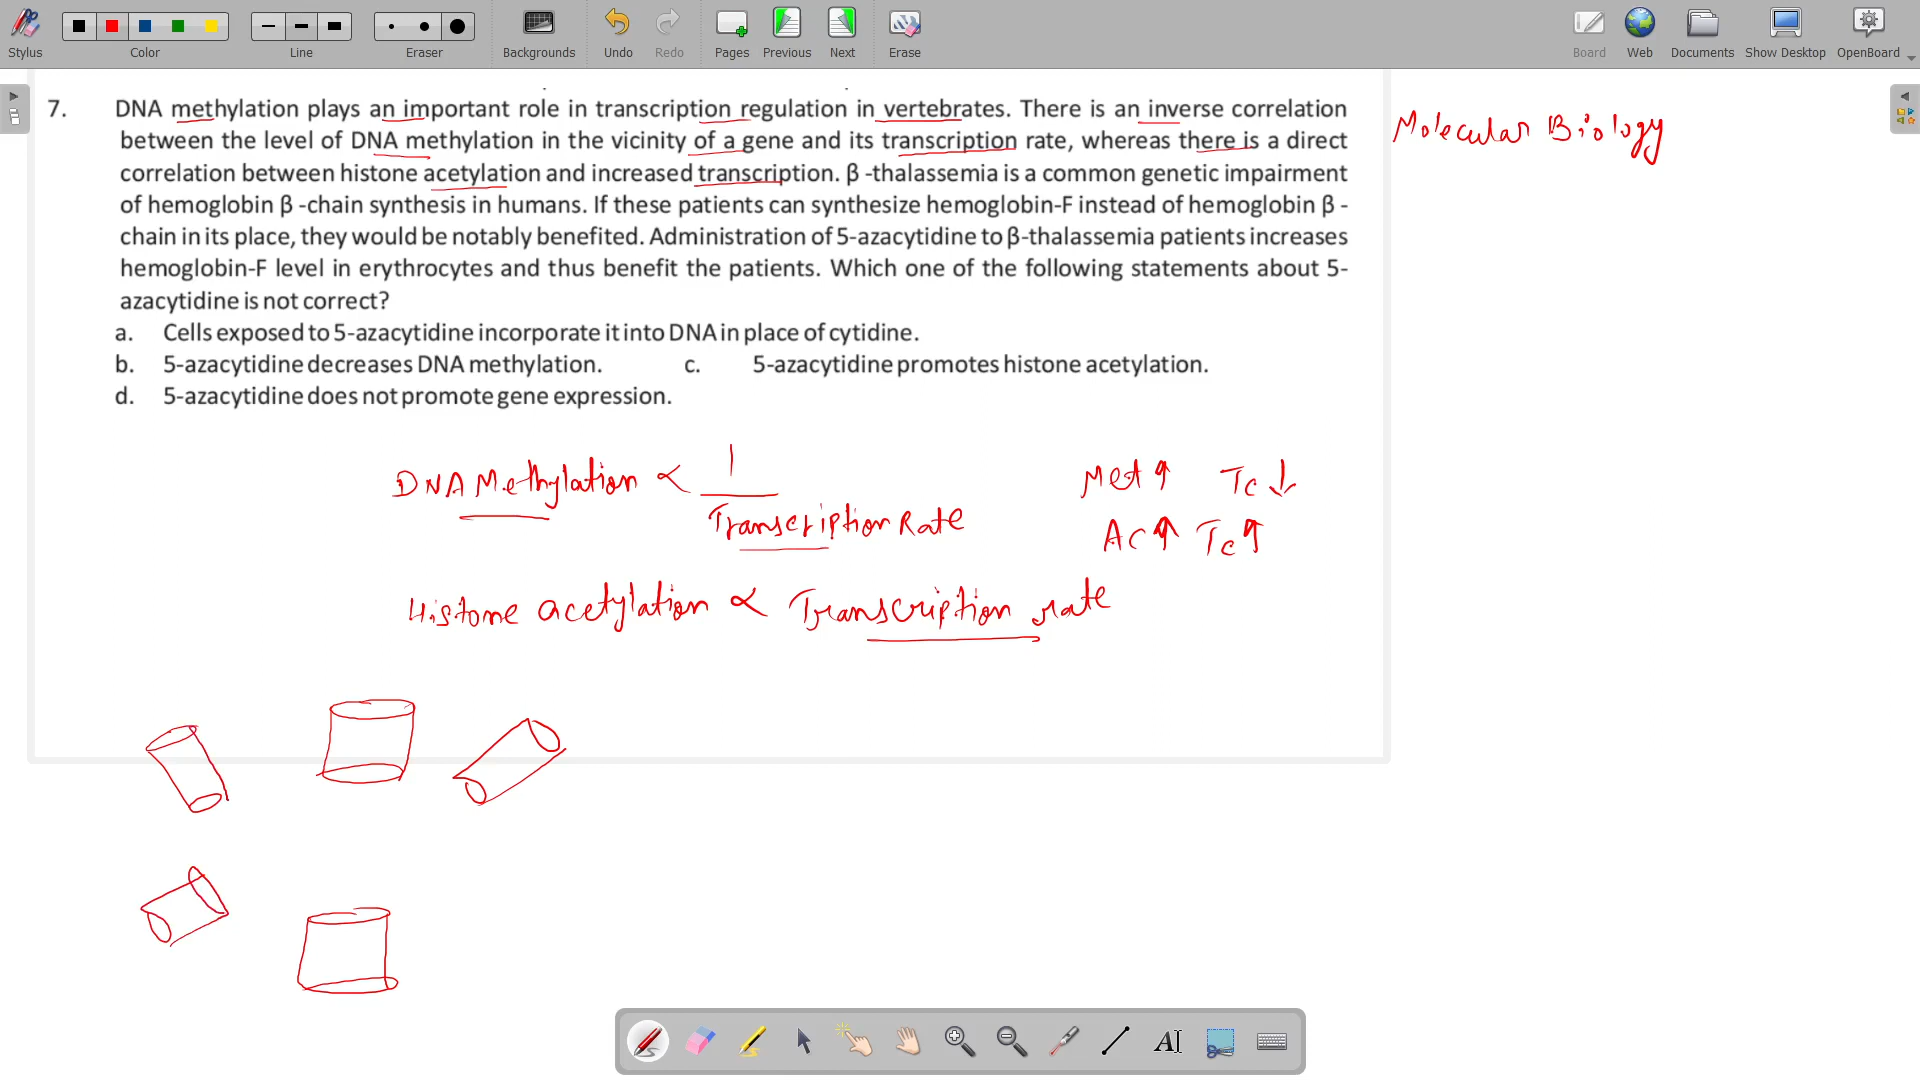 Stylus Color Line Eraser Backgrounds Undo Redo Pages Previous Next Erase Board Web Documents Show Desktop OpenBoard
7. DNA methylation plays an important role in transcription regulation in vertebrates. There is an inverse correlation
between the level of DNA methylation in the vicinity of a gene and its transcription rate, whereas there is a direct
correlation between histone acetylation and increased transcription. β -thalassemia is a common genetic impairment
of hemoglobin β -chain synthesis in humans. If these patients can synthesize hemoglobin-F instead of hemoglobin β -
chain in its place, they would be notably benefited. Administration of 5-azacytidine to β-thalassemia patients increases
hemoglobin-F level in erythrocytes and thus benefit the patients. Which one of the following statements about 5-
azacytidine is not correct?
a. Cells exposed to 5-azacytidine incorporate it into DNA in place of cytidine.
b. 5-azacytidine decreases DNA methylation. c. 5-azacytidine promotes histone acetylation.
d. 5-azacytidine does not promote gene expression.
Molecular Biology
DNA Methylation ∝ 1
Transcription Rate
Met ↑ Tc ↓
Ac ↑ Tc ↑
Histone acetylation ∝ Transcription rate